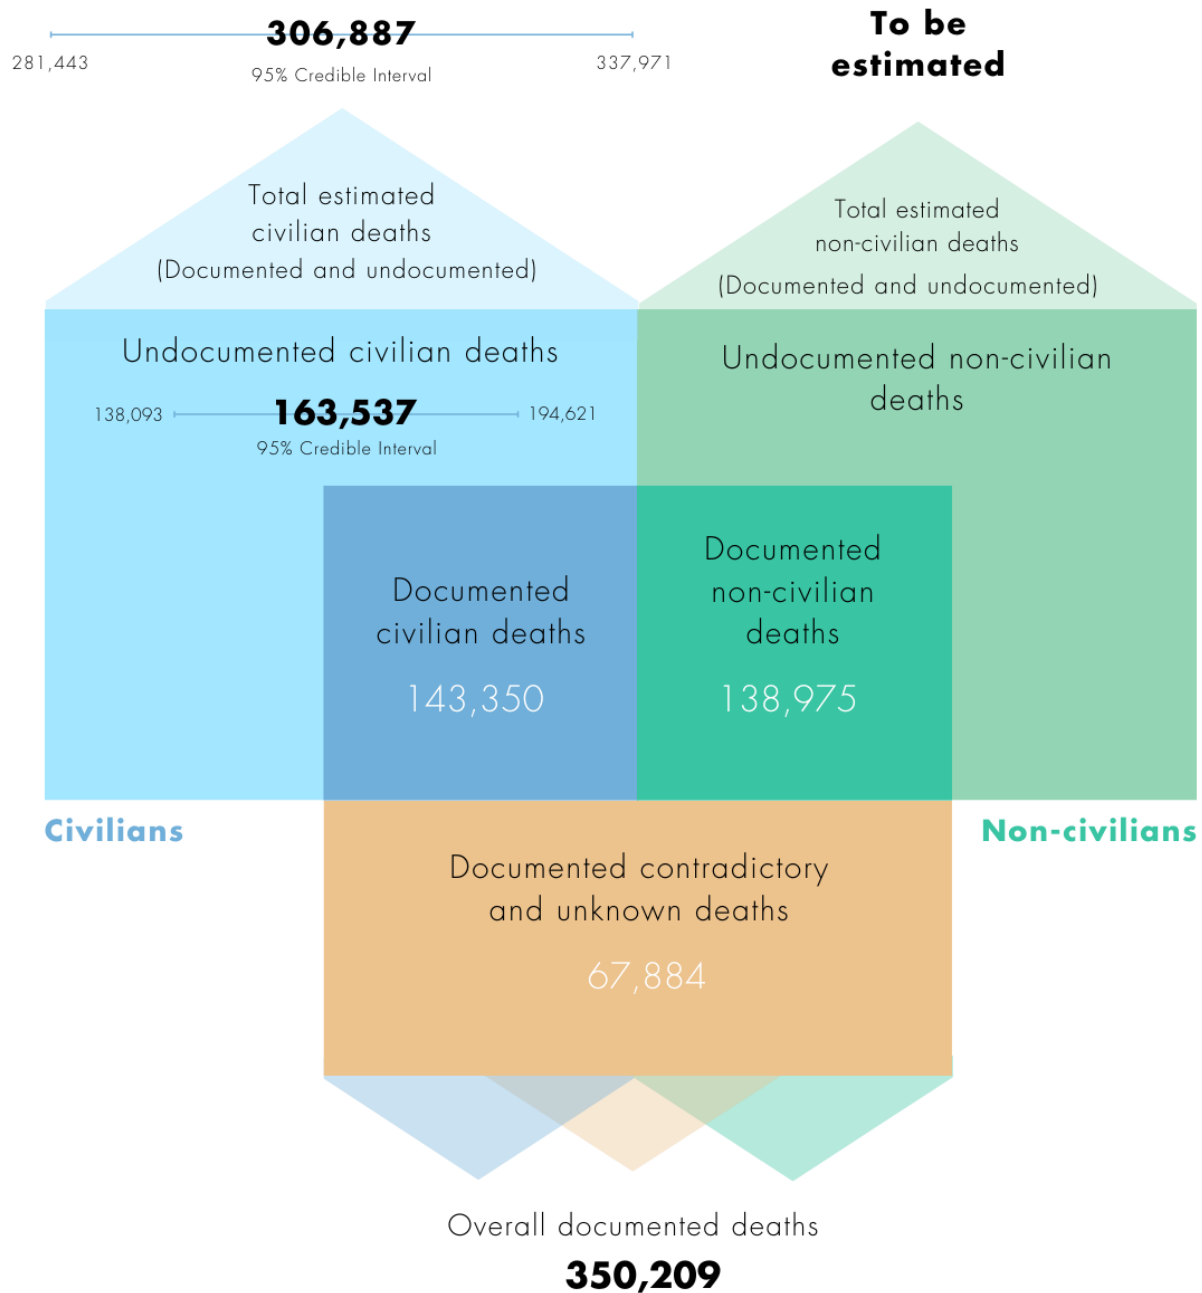 306,887
281,443
95% Credible Interval
337,971
To be
estimated
Total estimated
civilian deaths
(Documented and undocumented)
Total estimated
non-civilian deaths
(Documented and undocumented)
Undocumented civilian deaths
138,093
163,537
194,621
95% Credible Interval
Undocumented non-civilian
deaths
Documented
civilian deaths
143,350
Documented
non-civilian
deaths
138,975
Civilians
Non-civilians
Documented contradictory
and unknown deaths
67,884
Overall documented deaths
350,209